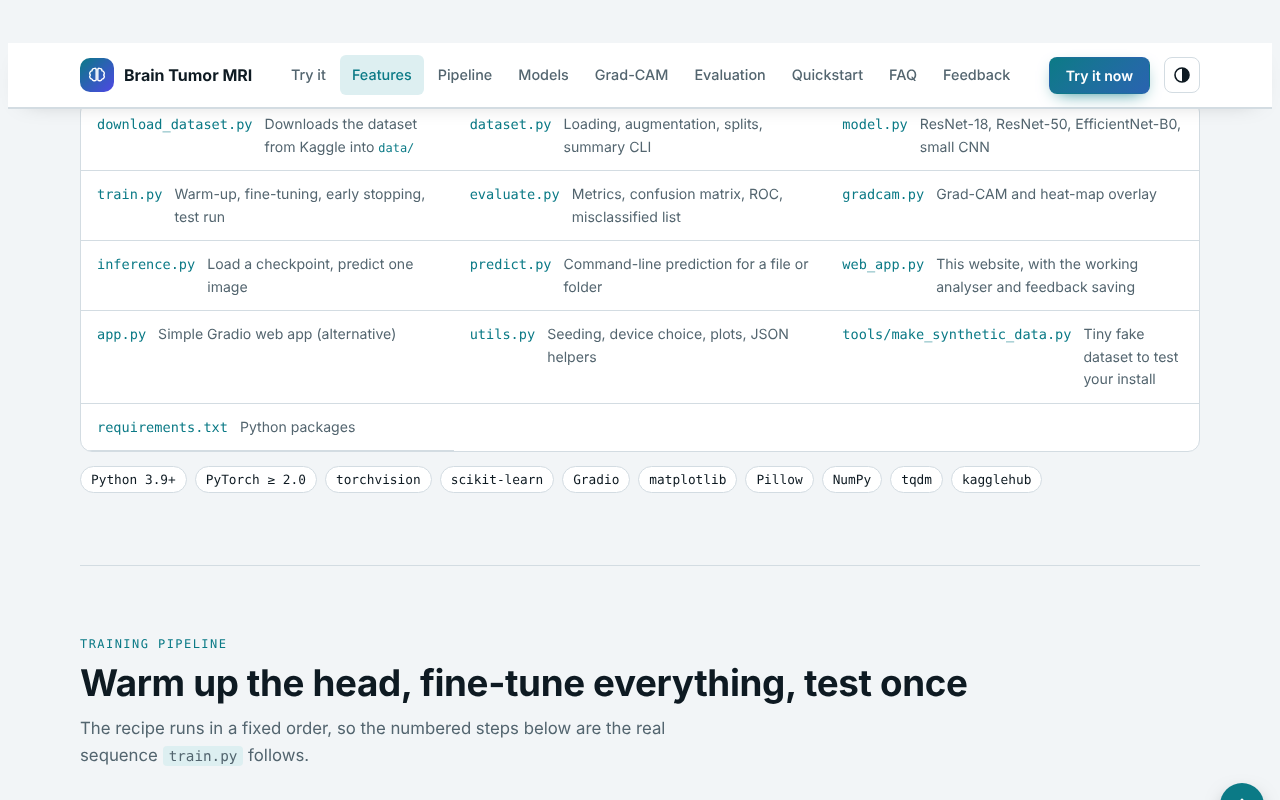 Brain Tumor MRI Try it Features Pipeline Models Grad-CAM Evaluation Quickstart FAQ Feedback Try it now
download_dataset.py Downloads the dataset from Kaggle into data/
dataset.py Loading, augmentation, splits, summary CLI
model.py ResNet-18, ResNet-50, EfficientNet-B0, small CNN
train.py Warm-up, fine-tuning, early stopping, test run
evaluate.py Metrics, confusion matrix, ROC, misclassified list
gradcam.py Grad-CAM and heat-map overlay
inference.py Load a checkpoint, predict one image
predict.py Command-line prediction for a file or folder
web_app.py This website, with the working analyser and feedback saving
app.py Simple Gradio web app (alternative)
utils.py Seeding, device choice, plots, JSON helpers
tools/make_synthetic_data.py Tiny fake dataset to test your install
requirements.txt Python packages
Python 3.9+ PyTorch ≥ 2.0 torchvision scikit-learn Gradio matplotlib Pillow NumPy tqdm kagglehub
TRAINING PIPELINE
Warm up the head, fine-tune everything, test once
The recipe runs in a fixed order, so the numbered steps below are the real
sequence train.py follows.